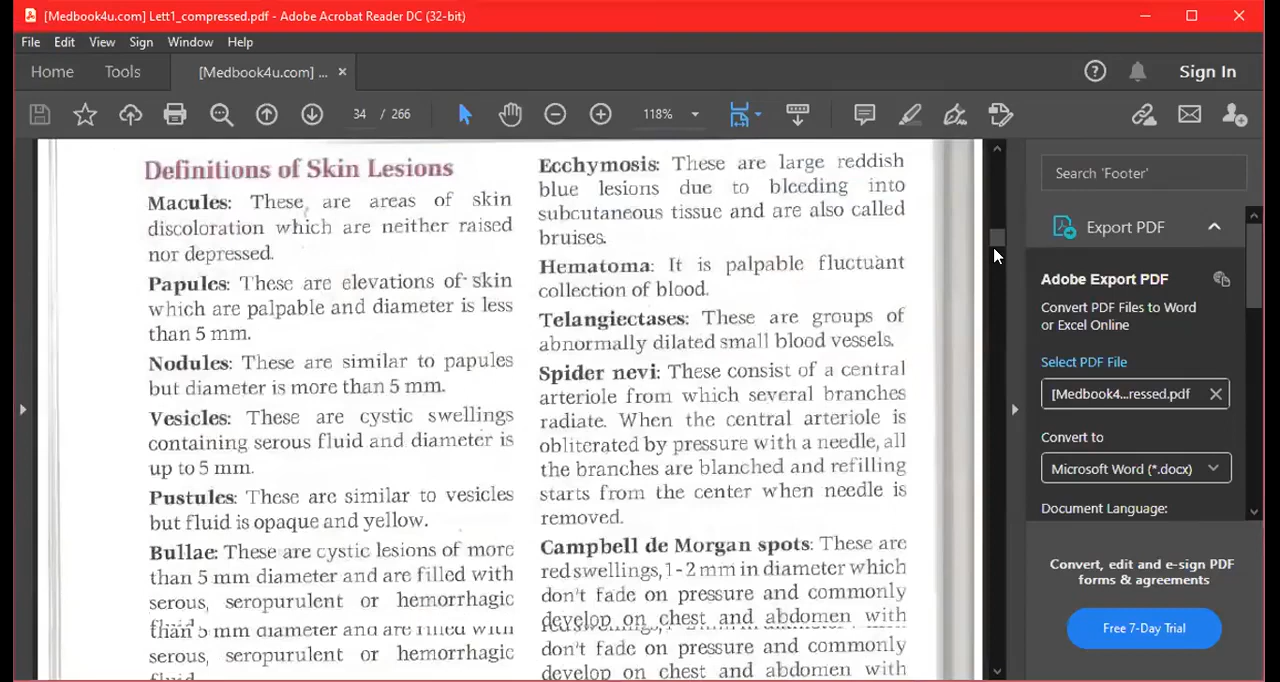 [Medbook4u.com] Lett1_compressed.pdf - Adobe Acrobat Reader DC (32-bit)
File Edit View Sign Window Help
Home Tools [Medbook4u.com] ... × Sign In
34 / 266 118%
Definitions of Skin Lesions
Macules: These are areas of skin
discoloration which are neither raised
nor depressed.
Papules: These are elevations of skin
which are palpable and diameter is less
than 5 mm.
Nodules: These are similar to papules
but diameter is more than 5 mm.
Vesicles: These are cystic swellings
containing serous fluid and diameter is
up to 5 mm.
Pustules: These are similar to vesicles
but fluid is opaque and yellow.
Bullae: These are cystic lesions of more
than 5 mm diameter and are filled with
serous, seropurulent or hemorrhagic
fluid.
than 5 mm diameter and are filled with
serous, seropurulent or hemorrhagic
fluid.
Ecchymosis: These are large reddish
blue lesions due to bleeding into
subcutaneous tissue and are also called
bruises.
Hematoma: It is palpable fluctuant
collection of blood.
Telangiectases: These are groups of
abnormally dilated small blood vessels.
Spider nevi: These consist of a central
arteriole from which several branches
radiate. When the central arteriole is
obliterated by pressure with a needle, all
the branches are blanched and refilling
starts from the center when needle is
removed.
Campbell de Morgan spots: These are
red swellings, 1-2 mm in diameter which
don't fade on pressure and commonly
develop on chest and abdomen with
don't fade on pressure and commonly
develop on chest and abdomen with
Search 'Footer'
Export PDF
Adobe Export PDF
Convert PDF Files to Word
or Excel Online
Select PDF File
[Medbook4...ressed.pdf ×
Convert to
Microsoft Word (*.docx)
Document Language:
Convert, edit and e-sign PDF
forms & agreements
Free 7-Day Trial